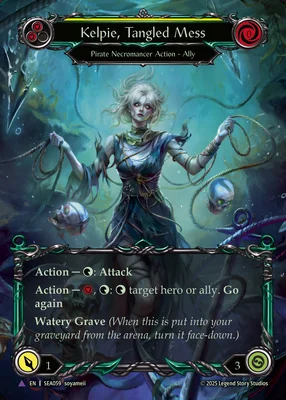 Kelpie, Tangled Mess
Pirate Necromancer Action - Ally
Action — : Attack
Action — , : target hero or ally. Go
again
Watery Grave (When this is put into your
graveyard from the arena, turn it face-down.)
1
3
EN | SEA059 soyameii
© 2025 Legend Story Studios